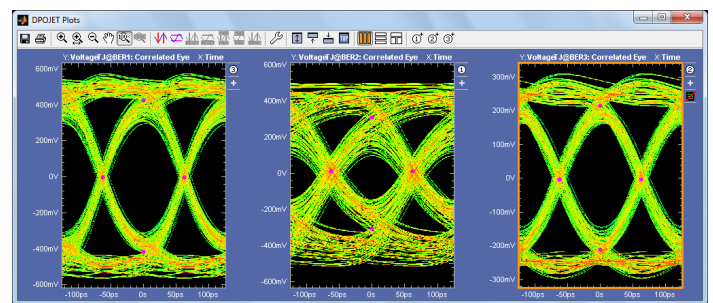 DPOJET Plots
Y:Voltage TJ@BER1: Correlated Eye X:Time
Y:Voltage TJ@BER2: Correlated Eye X:Time
Y:Voltage TJ@BER3: Correlated Eye X:Time
600mV
400mV
200mV
0V
-200mV
-400mV
-600mV
-100ps -50ps 0s 50ps 100ps
3
+
600mV
400mV
200mV
0V
-200mV
-400mV
-600mV
-100ps -50ps 0s 50ps 100ps
1
+
300mV
200mV
100mV
0V
-100mV
-200mV
-300mV
-100ps -50ps 0s 50ps 100ps
2
+